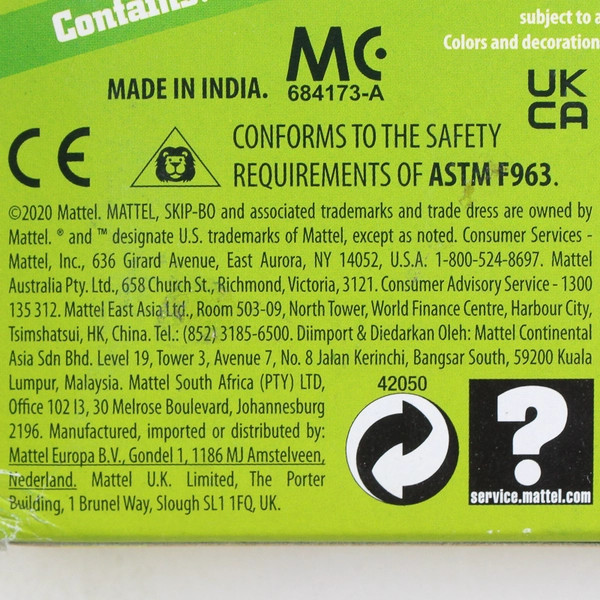 Contains:
subject to a
Colors and decoration
MC
684173-A
MADE IN INDIA.
UK
CA
CE
CONFORMS TO THE SAFETY
REQUIREMENTS OF ASTM F963.
©2020 Mattel. MATTEL, SKIP-BO and associated trademarks and trade dress are owned by
Mattel. ® and ™ designate U.S. trademarks of Mattel, except as noted. Consumer Services -
Mattel, Inc., 636 Girard Avenue, East Aurora, NY 14052, U.S.A. 1-800-524-8697. Mattel
Australia Pty. Ltd., 658 Church St., Richmond, Victoria, 3121. Consumer Advisory Service - 1300
135 312. Mattel East Asia Ltd., Room 503-09, North Tower, World Finance Centre, Harbour City,
Tsimshatsui, HK, China. Tel.: (852) 3185-6500. Diimport & Diedarkan Oleh: Mattel Continental
Asia Sdn Bhd. Level 19, Tower 3, Avenue 7, No. 8 Jalan Kerinchi, Bangsar South, 59200 Kuala
Lumpur, Malaysia. Mattel South Africa (PTY) LTD,
Office 102 I3, 30 Melrose Boulevard, Johannesburg
2196. Manufactured, imported or distributed by:
Mattel Europa B.V., Gondel 1, 1186 MJ Amstelveen,
Nederland. Mattel U.K. Limited, The Porter
Building, 1 Brunel Way, Slough SL1 1FQ, UK.
42050
?
service.mattel.com